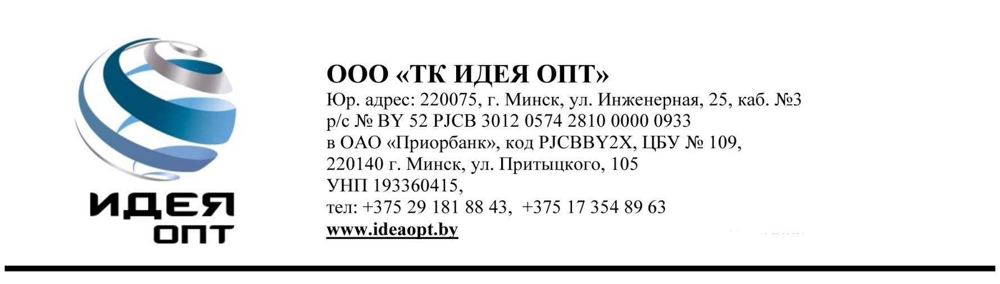 ИДЕЯ
ОПТ
ООО «ТК ИДЕЯ ОПТ»
Юр. адрес: 220075, г. Минск, ул. Инженерная, 25, каб. №3
р/с № BY 52 PJCB 3012 0574 2810 0000 0933
в ОАО «Приорбанк», код PJCBBY2X, ЦБУ № 109,
220140 г. Минск, ул. Притыцкого, 105
УНП 193360415,
тел: +375 29 181 88 43,  +375 17 354 89 63
www.ideaopt.by